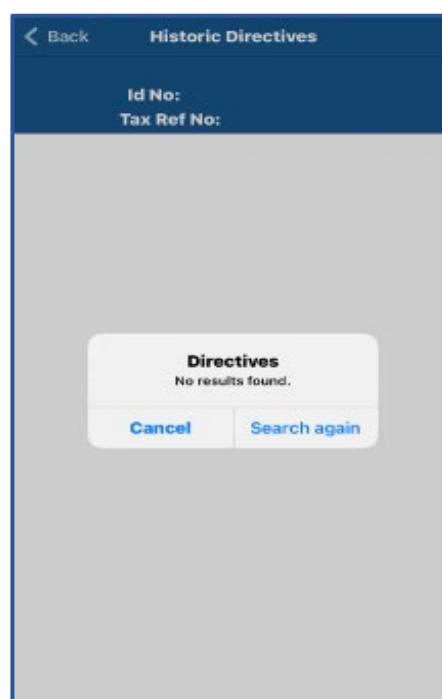 Back Historic Directives
Id No:
Tax Ref No:
Directives
No results found.
Cancel Search again